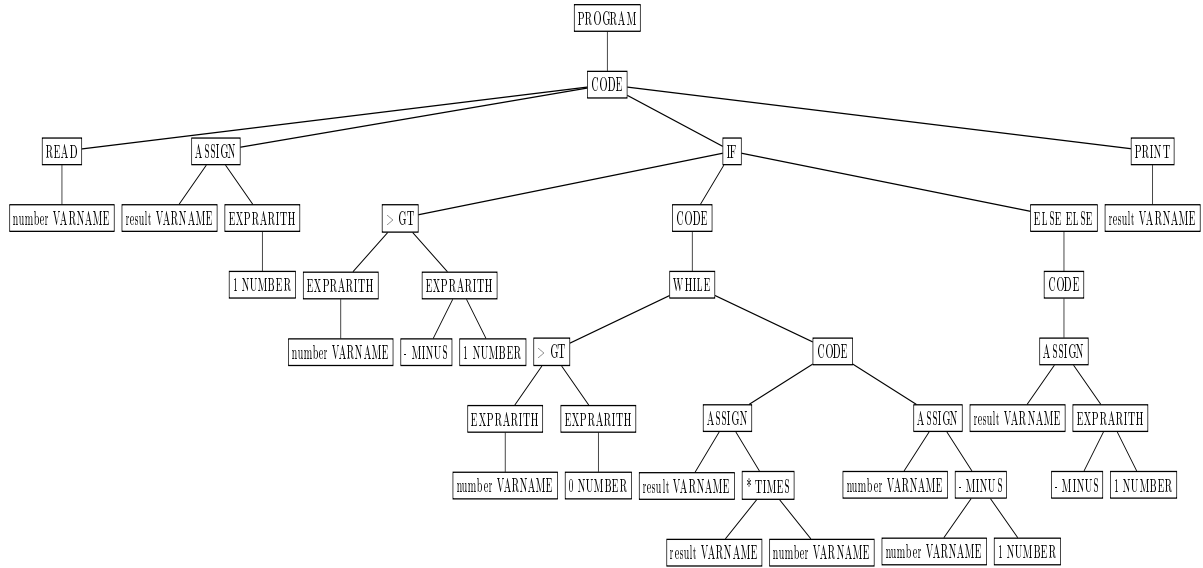 PROGRAM
CODE
READ ASSIGN IF PRINT
number VARNAME result VARNAME EXPRARITH > GT CODE ELSE ELSE result VARNAME
1 NUMBER EXPRARITH EXPRARITH WHILE CODE
number VARNAME - MINUS 1 NUMBER > GT CODE ASSIGN
EXPRARITH EXPRARITH ASSIGN ASSIGN result VARNAME EXPRARITH
number VARNAME 0 NUMBER result VARNAME * TIMES number VARNAME - MINUS - MINUS 1 NUMBER
result VARNAME number VARNAME number VARNAME 1 NUMBER